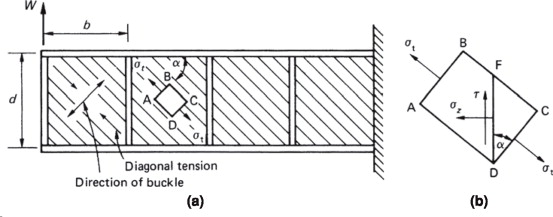 W
b
d
σt
α
B
A
C
D
σt
Diagonal tension
Direction of buckle
(a)
σt
B
F
τ
A
σz
C
α
D
σt
(b)